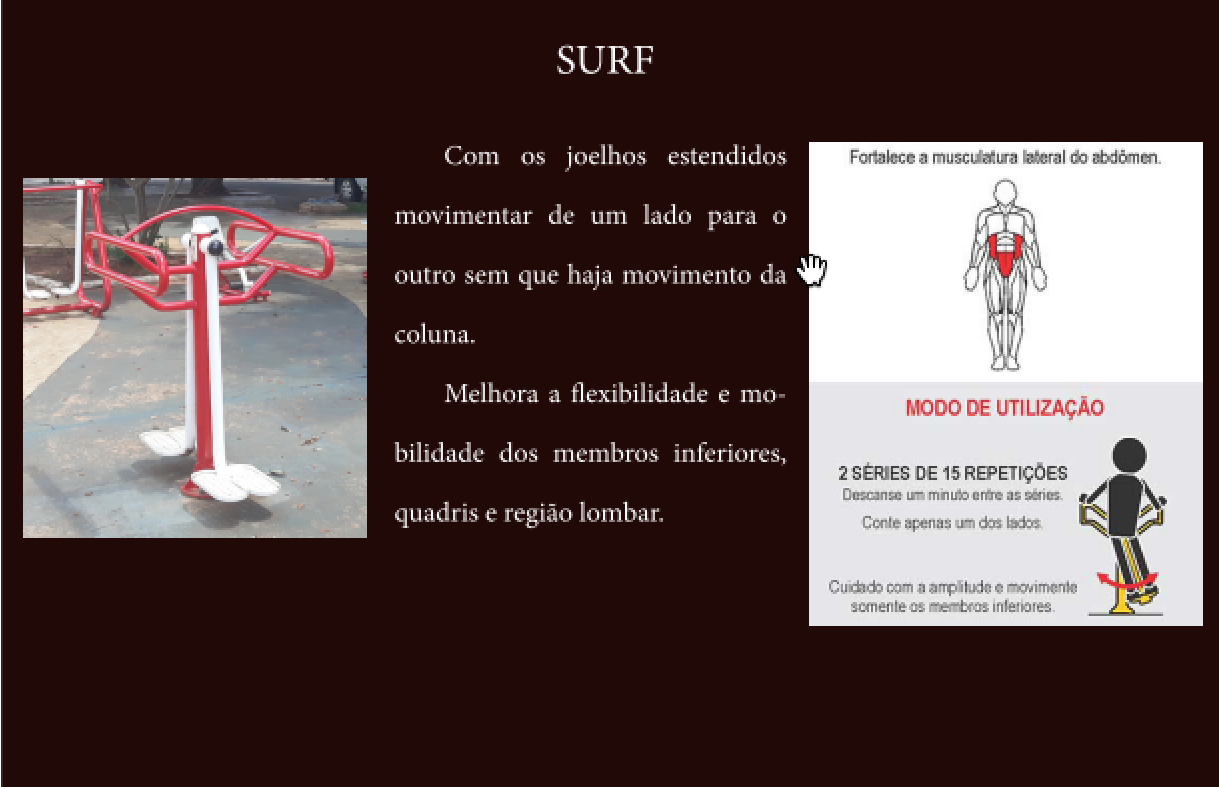 SURF
Com os joelhos estendidos
movimentar de um lado para o
outro sem que haja movimento da
coluna.
Melhora a flexibilidade e mo-
bilidade dos membros inferiores,
quadris e região lombar.
Fortalece a musculatura lateral do abdômen.
MODO DE UTILIZAÇÃO
2 SÉRIES DE 15 REPETIÇÕES
Descanse um minuto entre as séries.
Conte apenas um dos lados.
Cuidado com a amplitude e movimente
somente os membros inferiores.